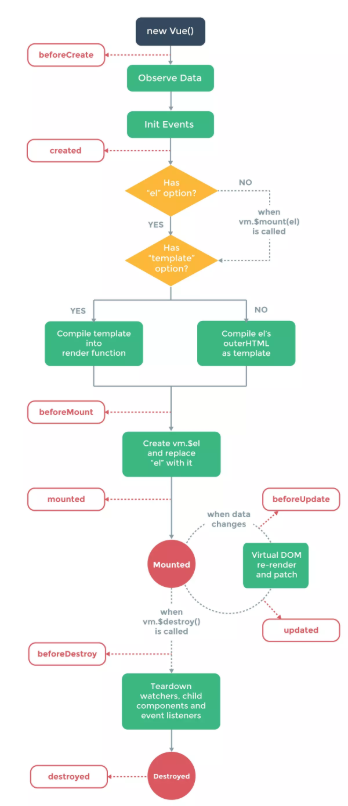 new Vue()
beforeCreate
Observe Data
Init Events
created
Has
"el" option?
NO
YES
when
vm.$mount(el)
is called
Has
"template"
option?
YES
NO
Compile template
into
render function
Compile el's
outerHTML
as template
beforeMount
Create vm.$el
and replace
"el" with it
mounted
beforeUpdate
when data
changes
Mounted
Virtual DOM
re-render
and patch
when
vm.$destroy()
is called
updated
beforeDestroy
Teardown
watchers, child
components and
event listeners
destroyed
Destroyed